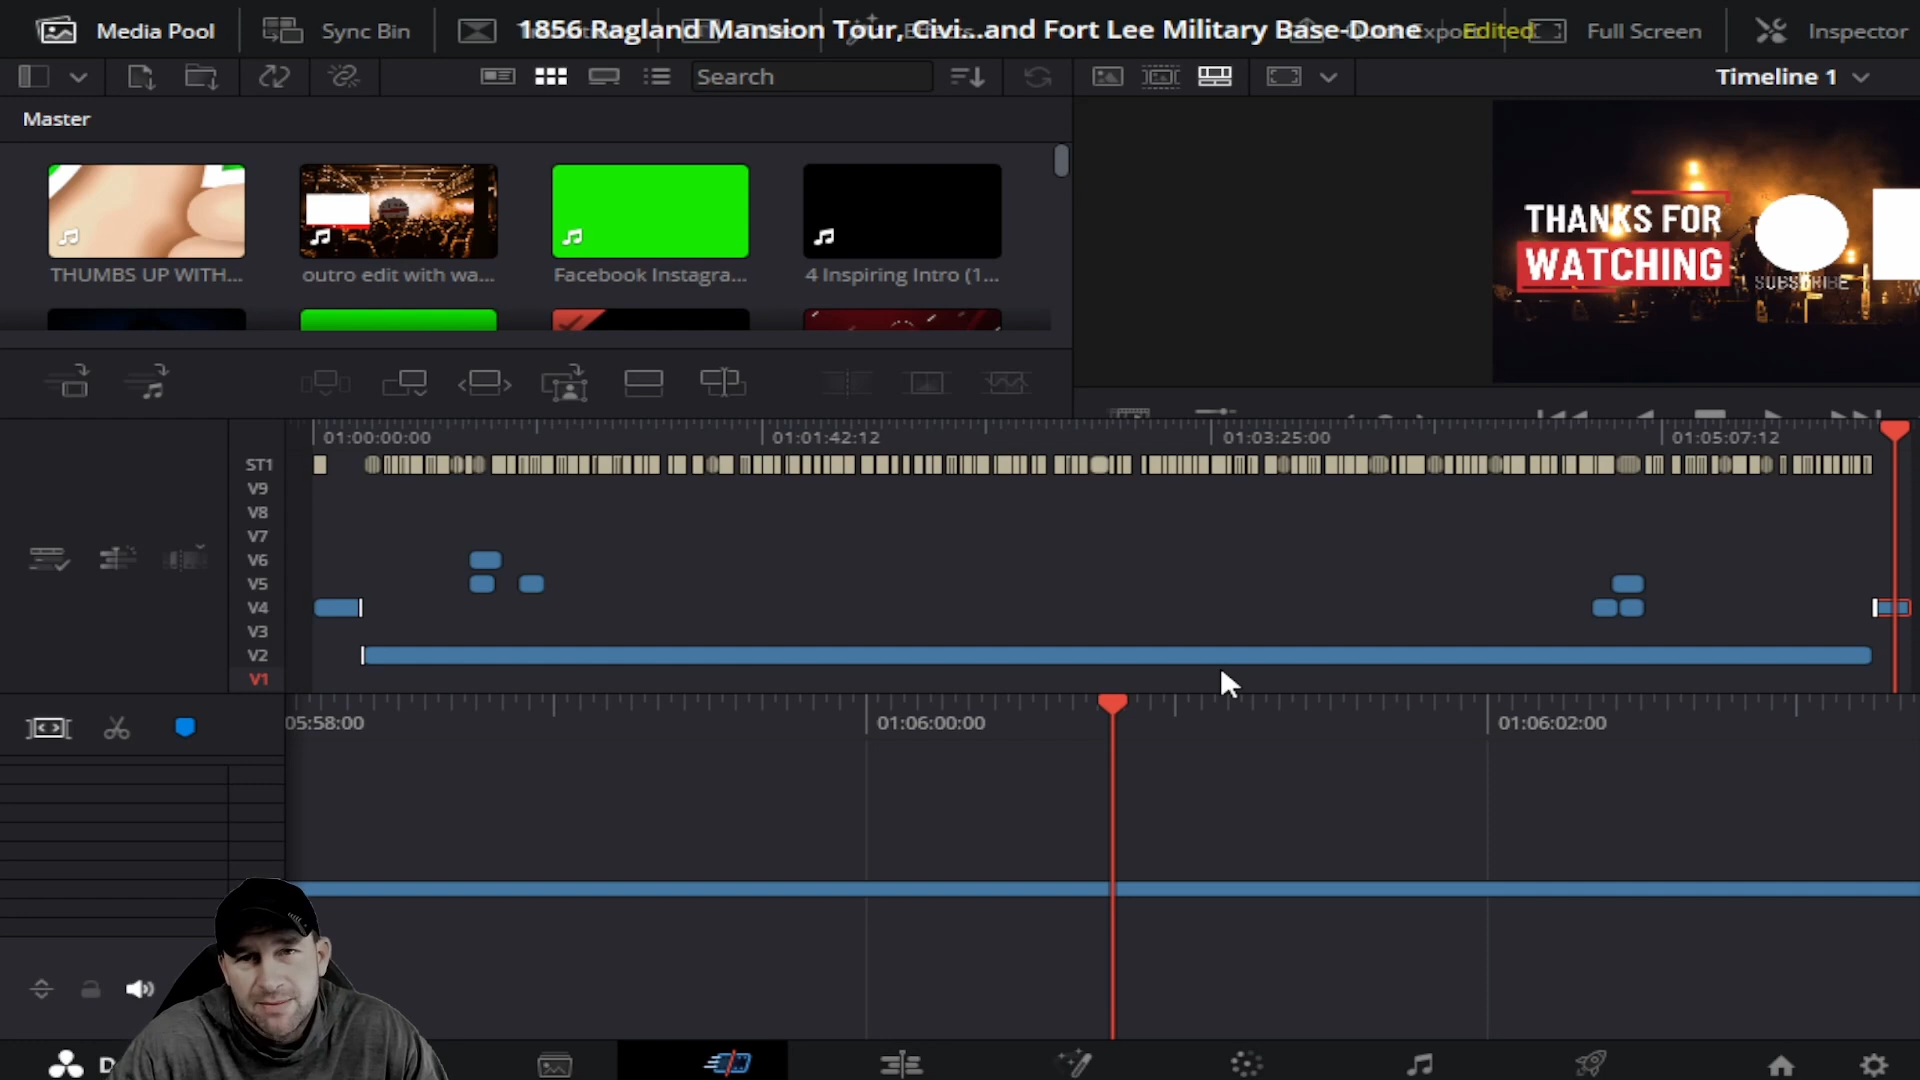 Media Pool
Sync Bin
1856 Ragland Mansion Tour, Civi...and Fort Lee Military Base-Done
Edited
Full Screen
Inspector
Search
Timeline 1
Master
THUMBS UP WITH...
outro edit with wa...
Facebook Instagra...
4 Inspiring Intro (1...
THANKS FOR
WATCHING
SUBSCRIBE
01:00:00:00
01:01:42:12
01:03:25:00
01:05:07:12
ST1
V9
V8
V7
V6
V5
V4
V3
V2
V1
05:58:00
01:06:00:00
01:06:02:00
D